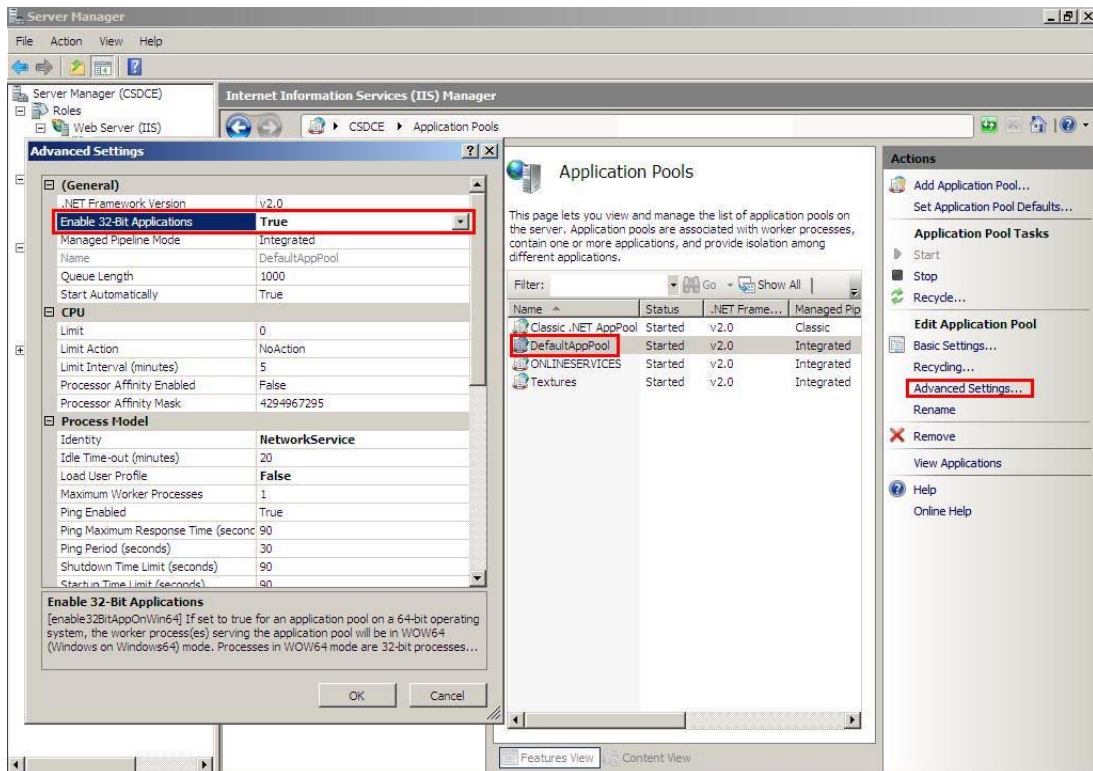 Server Manager
File Action View Help
Server Manager (CSDCE)
Roles
Web Server (IIS)
Internet Information Services (IIS) Manager
CSDCE Application Pools
Advanced Settings
(General)
.NET Framework Version v2.0
Enable 32-Bit Applications True
Managed Pipeline Mode Integrated
Name DefaultAppPool
Queue Length 1000
Start Automatically True
CPU
Limit 0
Limit Action NoAction
Limit Interval (minutes) 5
Processor Affinity Enabled False
Processor Affinity Mask 4294967295
Process Model
Identity NetworkService
Idle Time-out (minutes) 20
Load User Profile False
Maximum Worker Processes 1
Ping Enabled True
Ping Maximum Response Time (second 90
Ping Period (seconds) 30
Shutdown Time Limit (seconds) 90
Startup Time Limit (seconds) 90
Enable 32-Bit Applications
[enable32BitAppOnWin64] If set to true for an application pool on a 64-bit operating
system, the worker process(es) serving the application pool will be in WOW64
(Windows on Windows64) mode. Processes in WOW64 mode are 32-bit processes...
OK Cancel
Application Pools
This page lets you view and manage the list of application pools on
the server. Application pools are associated with worker processes,
contain one or more applications, and provide isolation among
different applications.
Filter: Go Show All
Name Status .NET Frame... Managed Pip
Classic .NET AppPool Started v2.0 Classic
DefaultAppPool Started v2.0 Integrated
ONLINESERVICES Started v2.0 Integrated
Textures Started v2.0 Integrated
Features View Content View
Actions
Add Application Pool...
Set Application Pool Defaults...
Application Pool Tasks
Start
Stop
Recycle...
Edit Application Pool
Basic Settings...
Recycling...
Advanced Settings...
Rename
Remove
View Applications
Help
Online Help